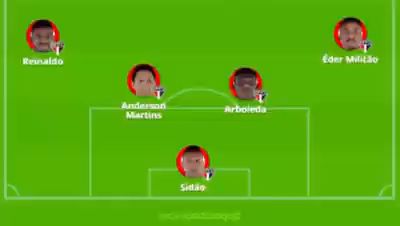 Reinaldo
Éder Militão
Anderson
Martins
Arboleda
Sidão